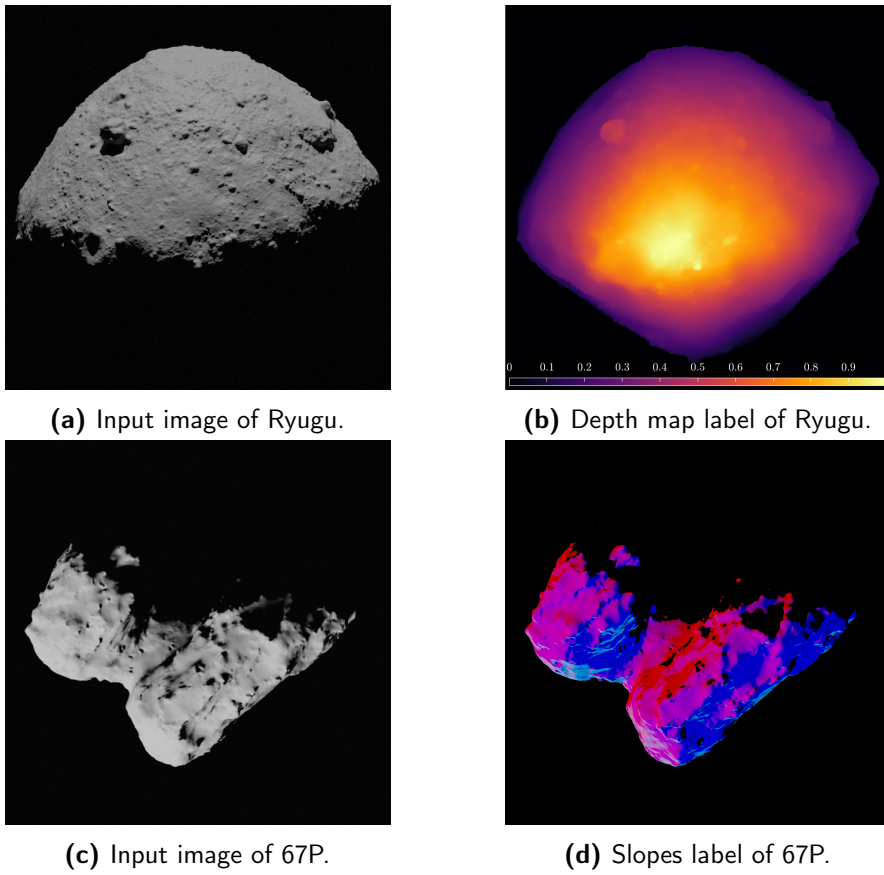 0 0.1 0.2 0.3 0.4 0.5 0.6 0.7 0.8 0.9
(a) Input image of Ryugu.
(b) Depth map label of Ryugu.
(c) Input image of 67P.
(d) Slopes label of 67P.